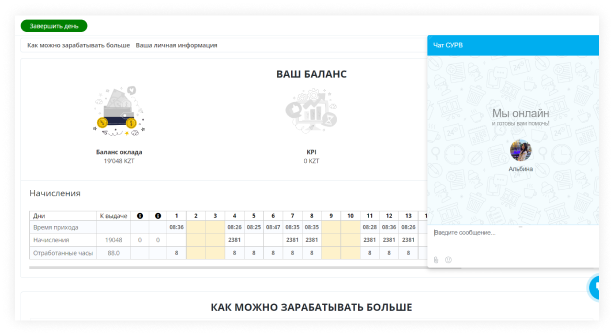 Завершить день
Как можно зарабатывать больше Ваша личная информация
ВАШ БАЛАНС
Баланс оклада
19'048 KZT
KPI
0 KZT
Начисления
Дни К выдаче 1 2 3 4 5 6 7 8 9 10 11 12 13 1
Время прихода 08:36 08:26 08:25 08:47 08:35 08:35 08:28 08:36 08:26
Начисление 19048 0 0 2381 2381 2381 2381 2381 2381
Отработанные часы 88.0 8 8 8 8 8 8 8 8
КАК МОЖНО ЗАРАБАТЫВАТЬ БОЛЬШЕ
Чат СУРВ
Мы онлайн
и готовы вам помочь!
Альбина
Введите сообщение...